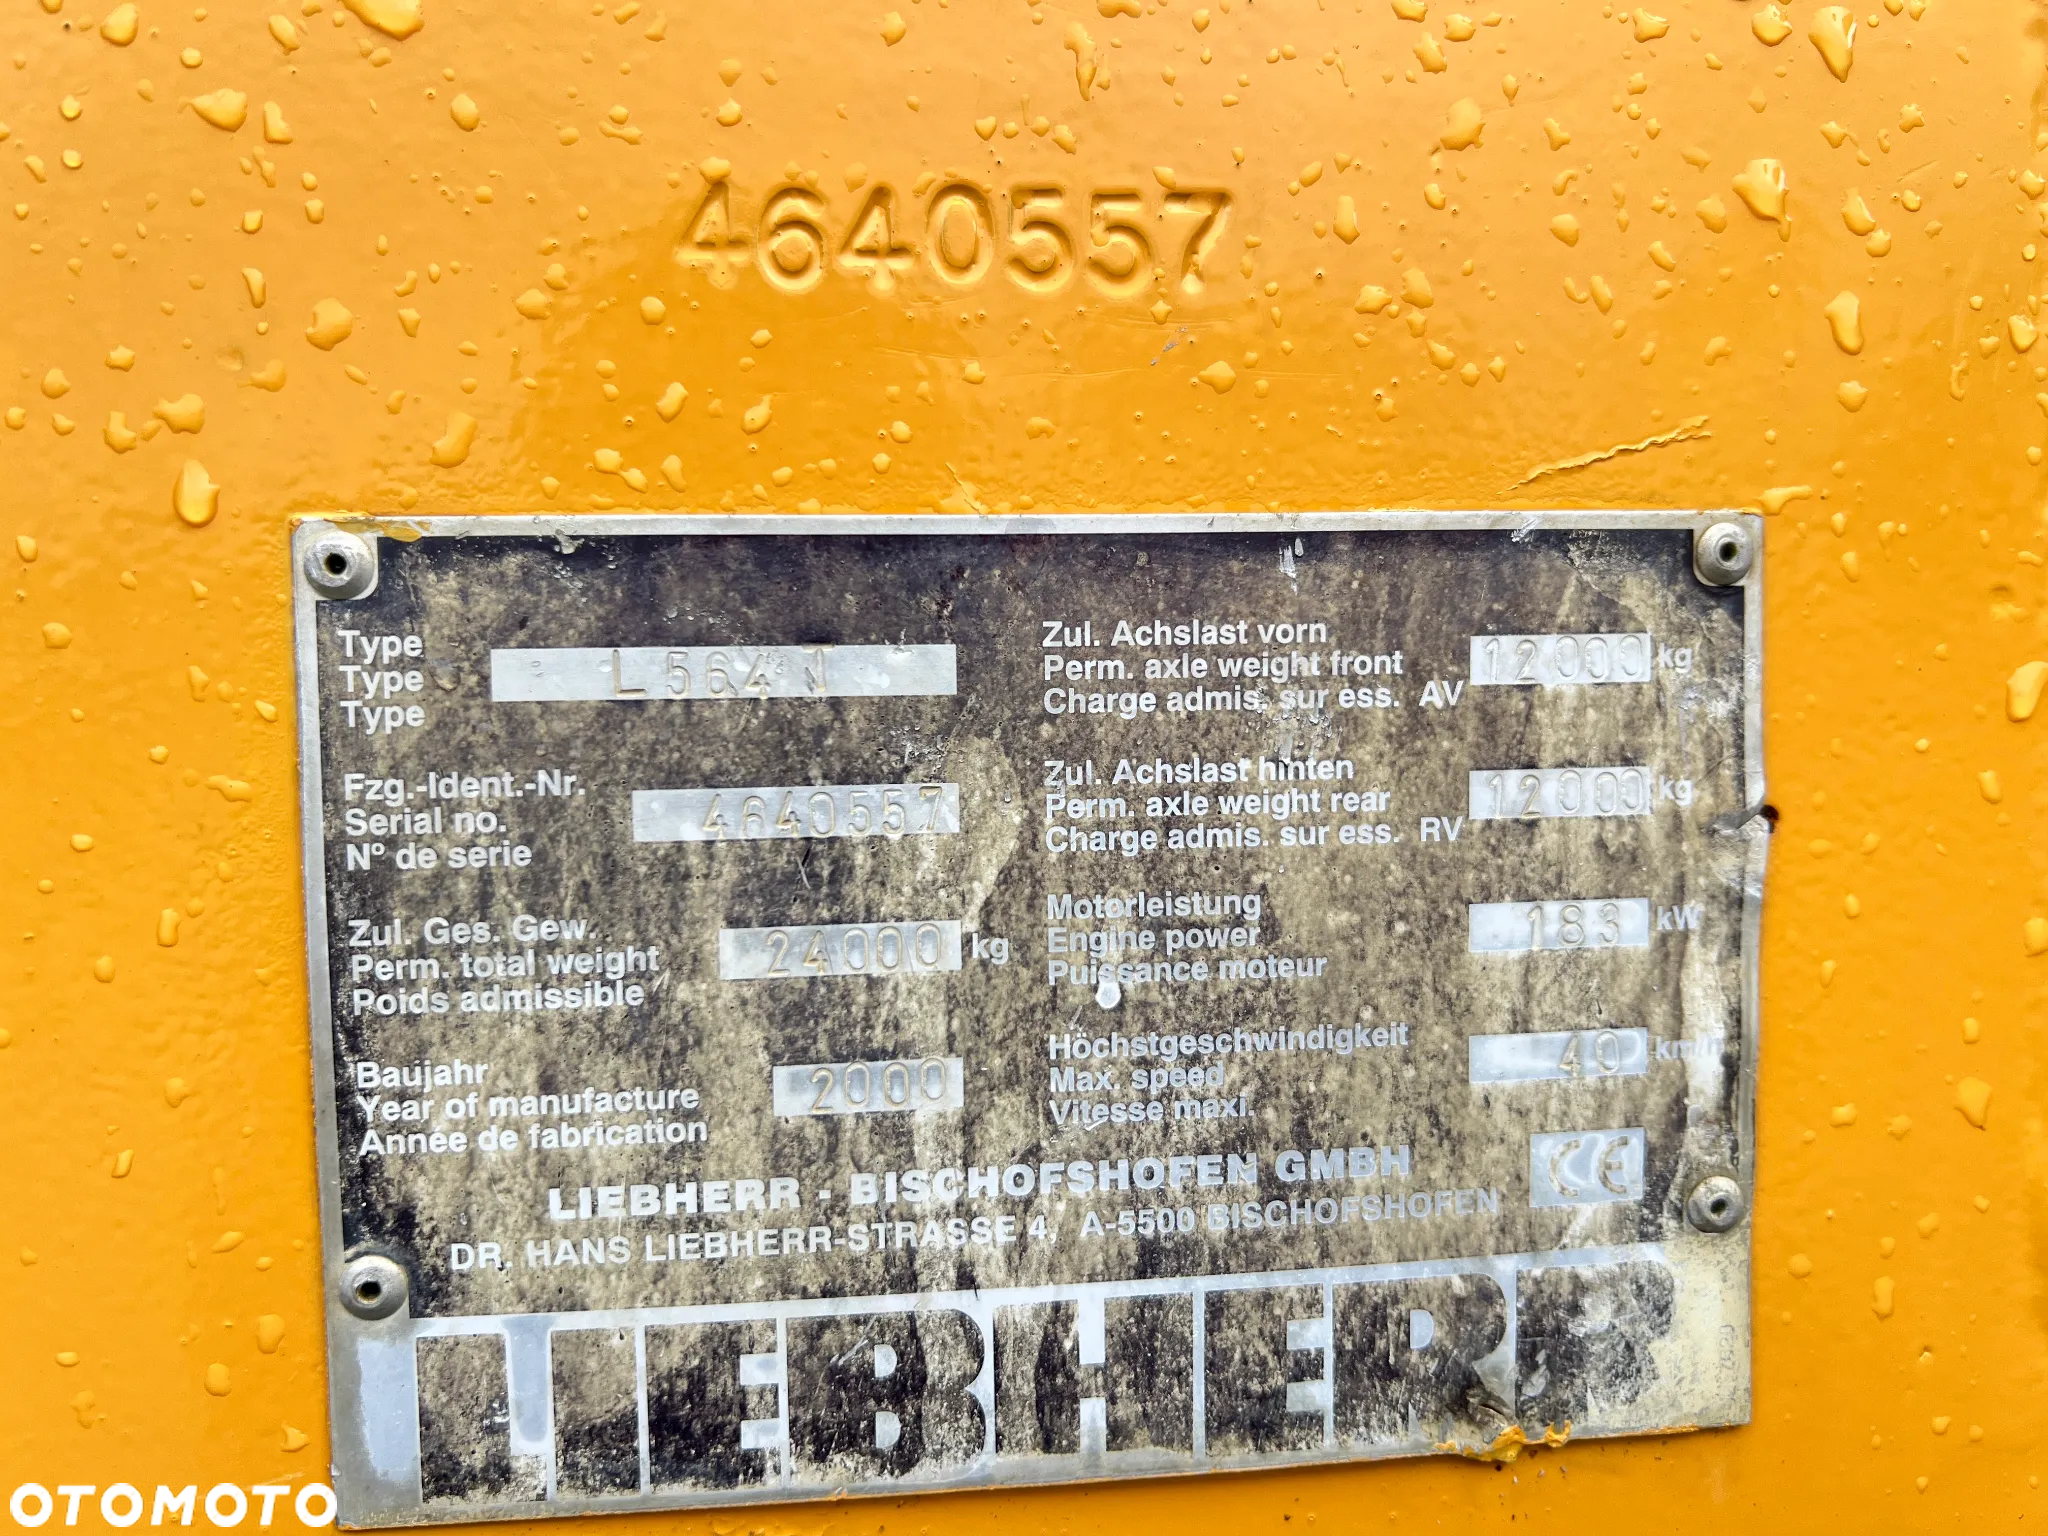 4640557
Type
Type
Type
L 564 T
Fzg.-Ident.-Nr.
Serial no.
N° de serie
4640557
Zul. Ges. Gew.
Perm. total weight
Poids admissible
24000 kg
Baujahr
Year of manufacture
Année de fabrication
2000
Zul. Achslast vorn
Perm. axle weight front
Charge admis. sur ess. AV
12000 kg
Zul. Achslast hinten
Perm. axle weight rear
Charge admis. sur ess. RV
12000 kg
Motorleistung
Engine power
Puissance moteur
183 kW
Höchstgeschwindigkeit
Max. speed
Vitesse maxi.
40 km/h
CE
LIEBHERR - BISCHOFSHOFEN GMBH
DR. HANS LIEBHERR-STRASSE 4, A-5500 BISCHOFSHOFEN
LIEBHERR
OTOMOTO